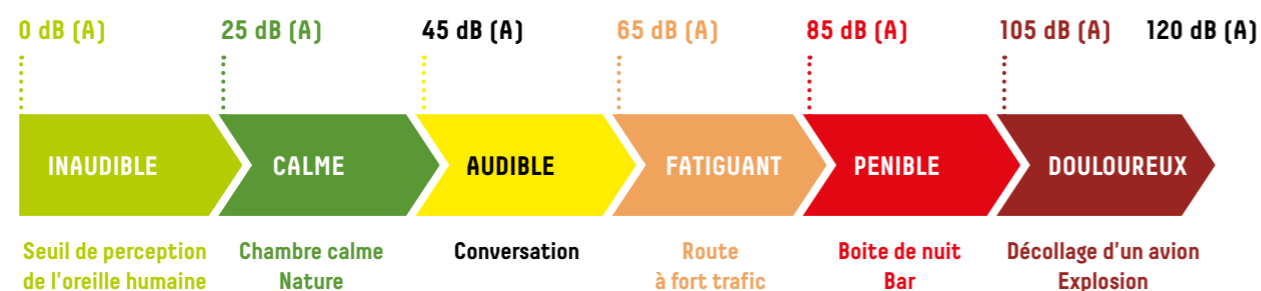 0 dB (A) 25 dB (A) 45 dB (A) 65 dB (A) 85 dB (A) 105 dB (A) 120 dB (A)
INAUDIBLE CALME AUDIBLE FATIGUANT PENIBLE DOULOUREUX
Seuil de perception Chambre calme Conversation Route Boite de nuit Décollage d'un avion
de l'oreille humaine Nature à fort trafic Bar Explosion